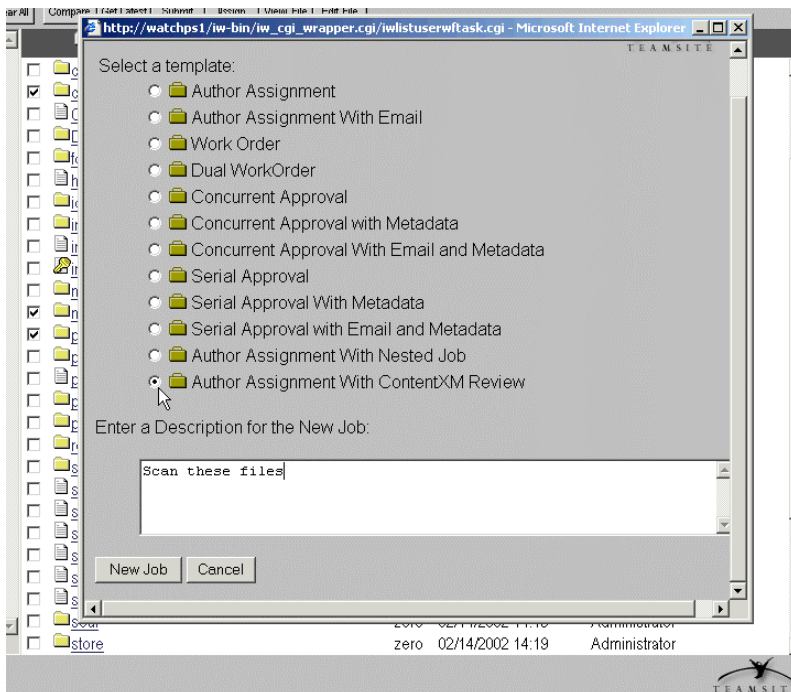 Compare Get Latest Submit Assign View File Edit File
http://watchps1/iw-bin/iw_cgi_wrapper.cgi/iwlistuserwftask.cgi - Microsoft Internet Explorer
TEAMSITE
Select a template:
Author Assignment
Author Assignment With Email
Work Order
Dual WorkOrder
Concurrent Approval
Concurrent Approval with Metadata
Concurrent Approval With Email and Metadata
Serial Approval
Serial Approval With Metadata
Serial Approval with Email and Metadata
Author Assignment With Nested Job
Author Assignment With ContentXM Review
Enter a Description for the New Job:
Scan these files
New Job Cancel
store zero 02/14/2002 14:19 Administrator
TEAMSIT